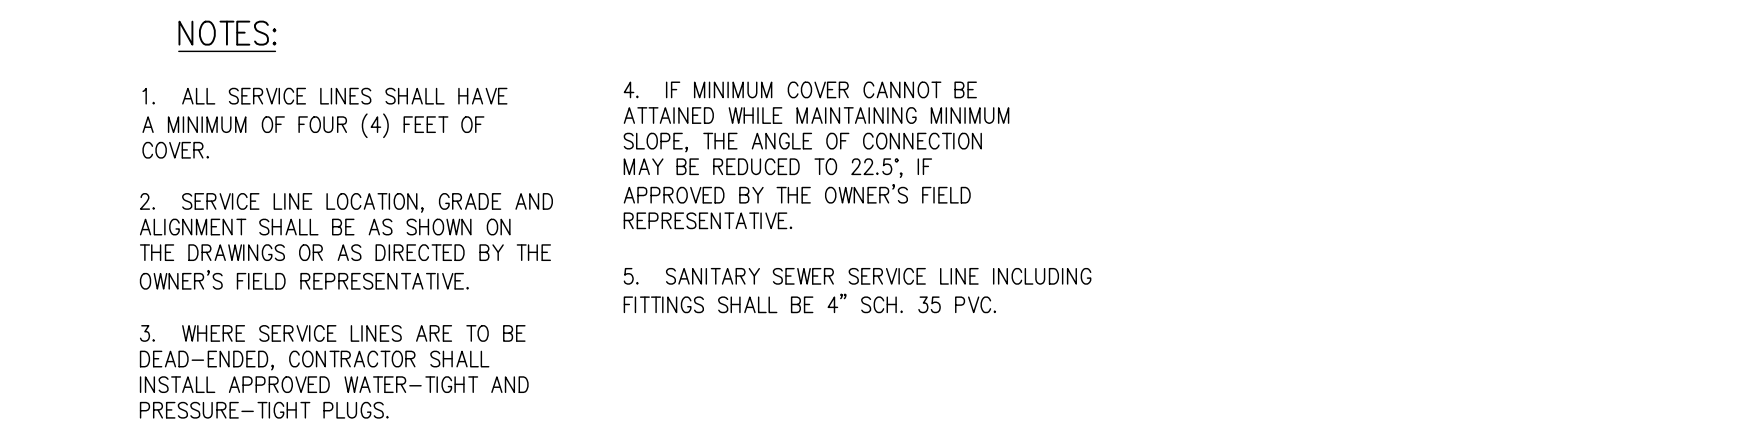 NOTES:
1. ALL SERVICE LINES SHALL HAVE
A MINIMUM OF FOUR (4) FEET OF
COVER.
2. SERVICE LINE LOCATION, GRADE AND
ALIGNMENT SHALL BE AS SHOWN ON
THE DRAWINGS OR AS DIRECTED BY THE
OWNER'S FIELD REPRESENTATIVE.
3. WHERE SERVICE LINES ARE TO BE
DEAD-ENDED, CONTRACTOR SHALL
INSTALL APPROVED WATER-TIGHT AND
PRESSURE-TIGHT PLUGS.
4. IF MINIMUM COVER CANNOT BE
ATTAINED WHILE MAINTAINING MINIMUM
SLOPE, THE ANGLE OF CONNECTION
MAY BE REDUCED TO 22.5°, IF
APPROVED BY THE OWNER'S FIELD
REPRESENTATIVE.
5. SANITARY SEWER SERVICE LINE INCLUDING
FITTINGS SHALL BE 4" SCH. 35 PVC.